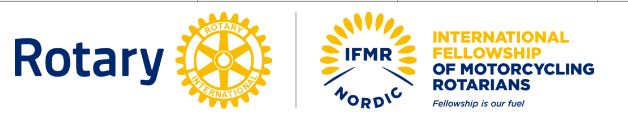 Rotary
ROTARY
INTERNATIONAL
IFMR
NORDIC
INTERNATIONAL
FELLOWSHIP
OF MOTORCYCLING
ROTARIANS
Fellowship is our fuel